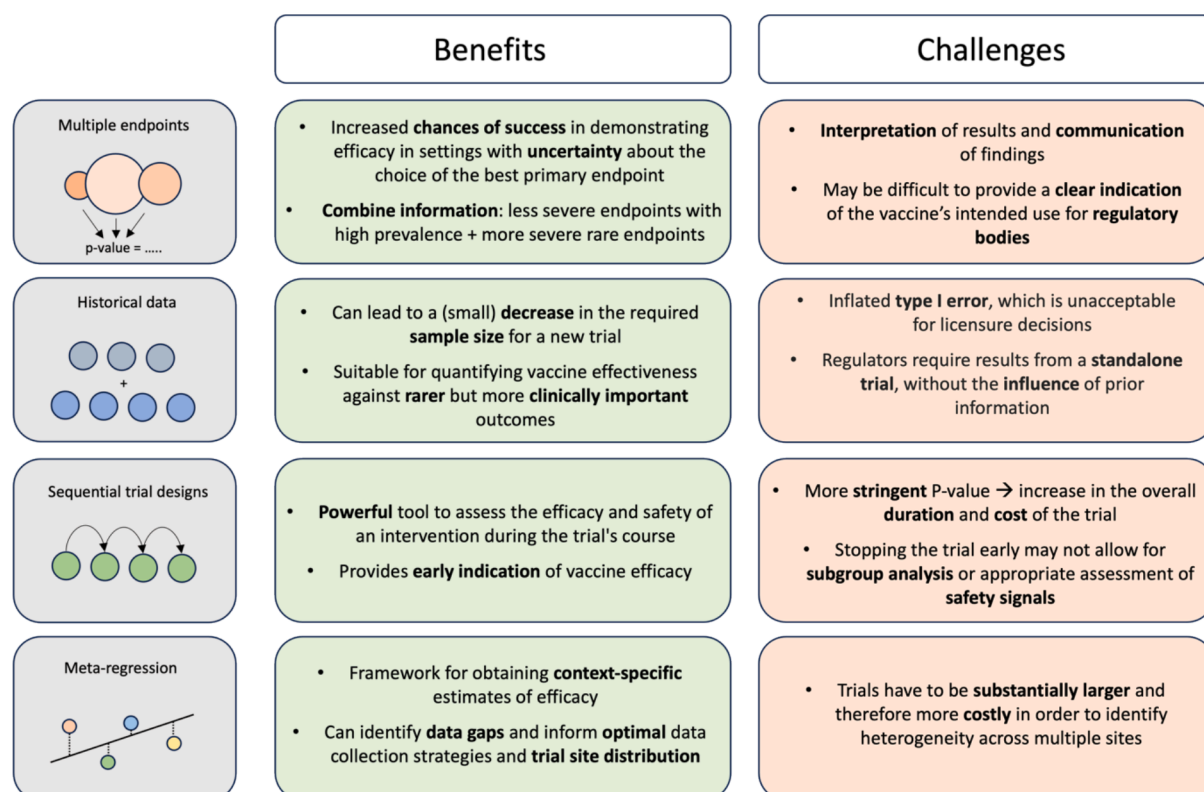 Benefits
Challenges
Multiple endpoints
p-value = .....
• Increased chances of success in demonstrating
efficacy in settings with uncertainty about the
choice of the best primary endpoint
• Combine information: less severe endpoints with
high prevalence + more severe rare endpoints
• Interpretation of results and communication
of findings
• May be difficult to provide a clear indication
of the vaccine's intended use for regulatory
bodies
Historical data
+
• Can lead to a (small) decrease in the required
sample size for a new trial
• Suitable for quantifying vaccine effectiveness
against rarer but more clinically important
outcomes
• Inflated type I error, which is unacceptable
for licensure decisions
• Regulators require results from a standalone
trial, without the influence of prior
information
Sequential trial designs
• Powerful tool to assess the efficacy and safety of
an intervention during the trial's course
• Provides early indication of vaccine efficacy
• More stringent P-value → increase in the overall
duration and cost of the trial
• Stopping the trial early may not allow for
subgroup analysis or appropriate assessment of
safety signals
Meta-regression
• Framework for obtaining context-specific
estimates of efficacy
• Can identify data gaps and inform optimal data
collection strategies and trial site distribution
• Trials have to be substantially larger and
therefore more costly in order to identify
heterogeneity across multiple sites